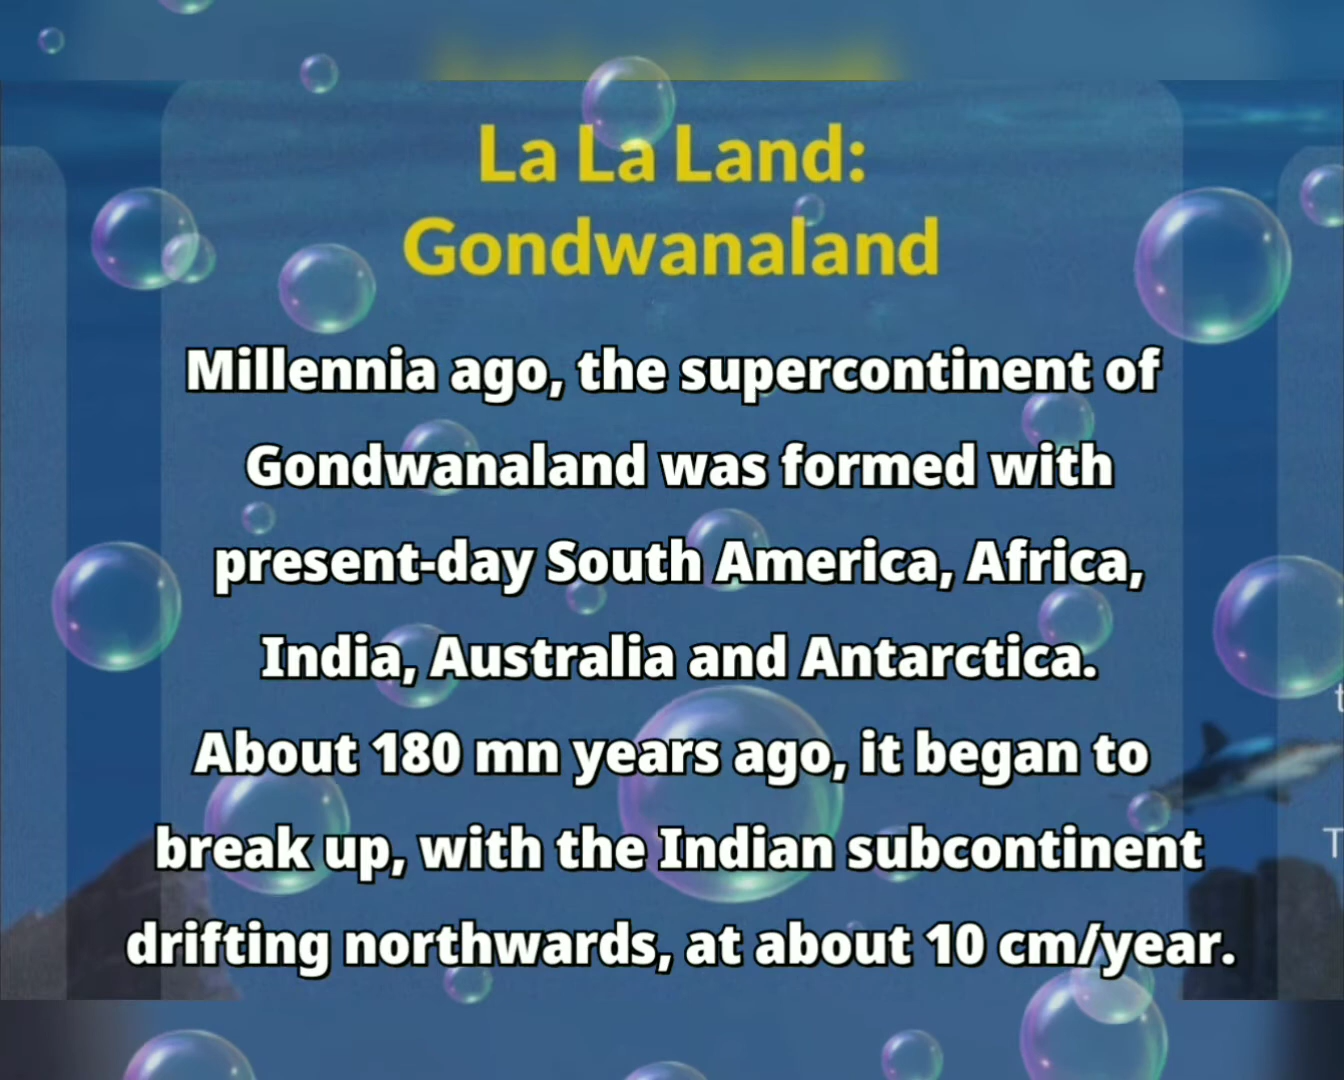 La La Land:
Gondwanaland
Millennia ago, the supercontinent of
Gondwanaland was formed with
present-day South America, Africa,
India, Australia and Antarctica.
About 180 mn years ago, it began to
break up, with the Indian subcontinent
drifting northwards, at about 10 cm/year.